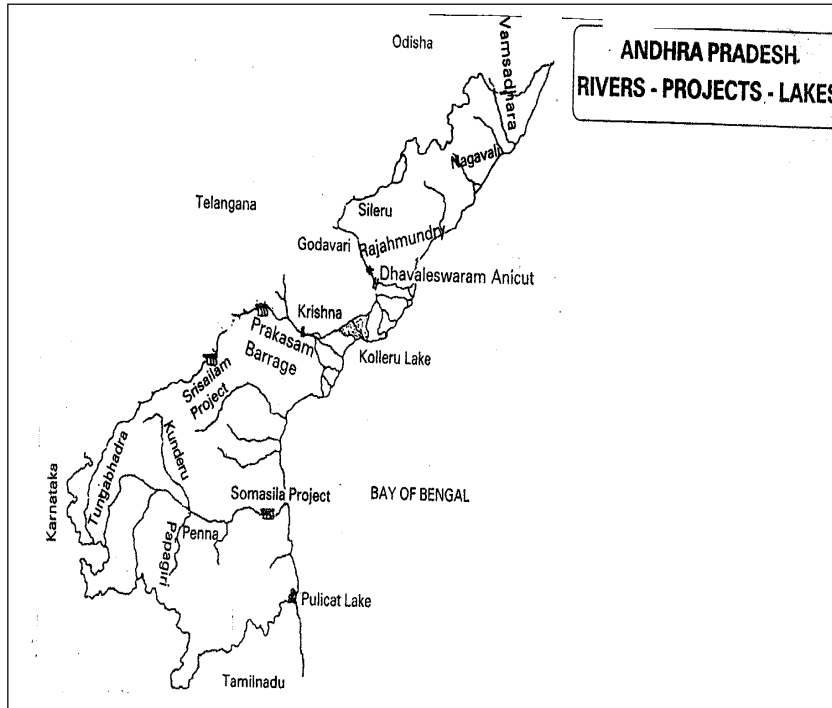 Odisha
Vamsadhara
ANDHRA PRADESH
RIVERS - PROJECTS - LAKES
Nagavali
Telangana
Sileru
Godavari
Rajahmundry
Dhavaleswaram Anicut
Krishna
Prakasam
Barrage
Kolleru Lake
Srisailam
Project
Kunderu
Tungabhadra
Karnataka
Somasila Project
BAY OF BENGAL
Papagiri
Penna
Pulicat Lake
Tamilnadu